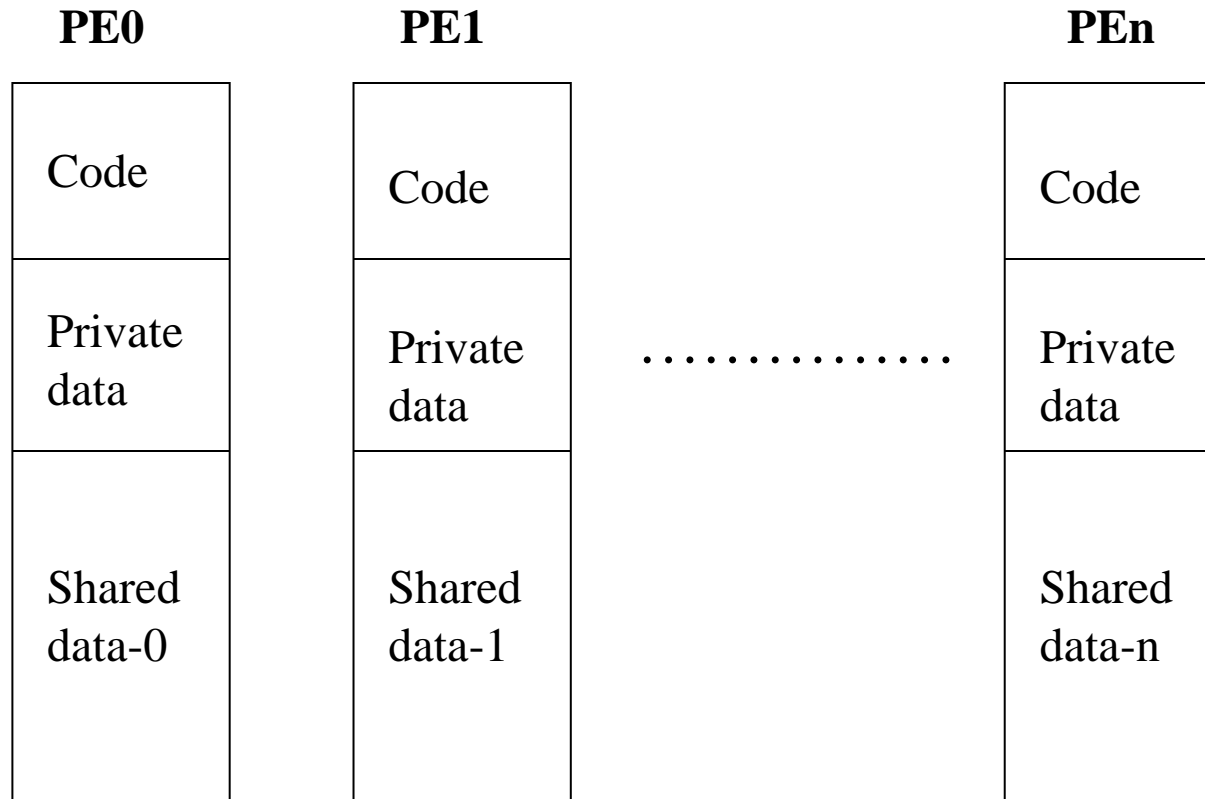 PE0 PE1 PEn
Code
Code
Code
Private
data
Private
data
...............
Private
data
Shared
data-0
Shared
data-1
Shared
data-n